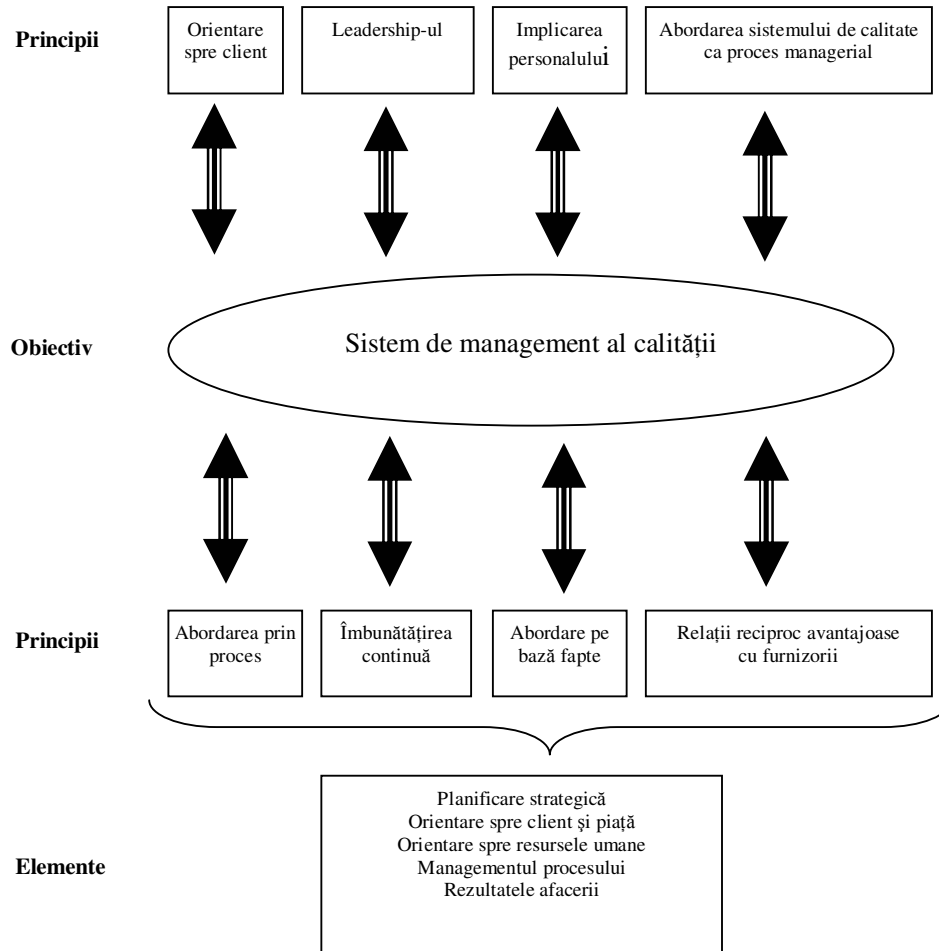 Principii
Orientare
spre client
Leadership-ul
Implicarea
personalului
Abordarea sistemului de calitate
ca proces managerial
Obiectiv
Sistem de management al calității
Principii
Abordarea prin
proces
Îmbunătățirea
continuă
Abordare pe
bază fapte
Relații reciproc avantajoase
cu furnizorii
Elemente
Planificare strategică
Orientare spre client şi piață
Orientare spre resursele umane
Managementul procesului
Rezultatele afacerii